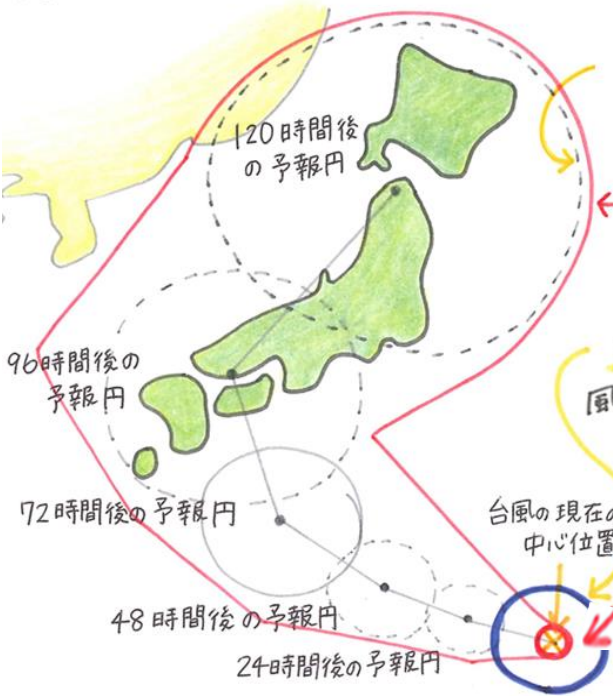 120時間後
の予報円
96時間後の
予報円
風
72時間後の予報円
台風の現在の
中心位置
48時間後の予報円
24時間後の予報円